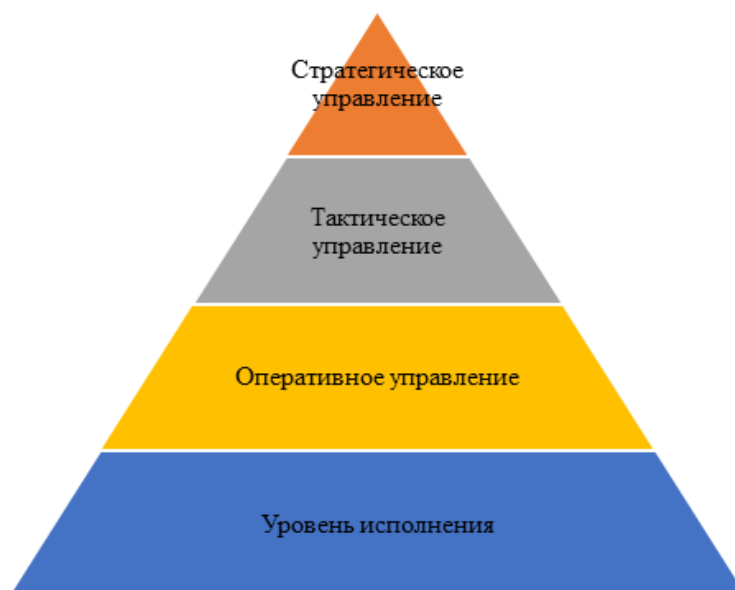 Стратегическое
управление
Тактическое
управление
Оперативное управление
Уровень исполнения